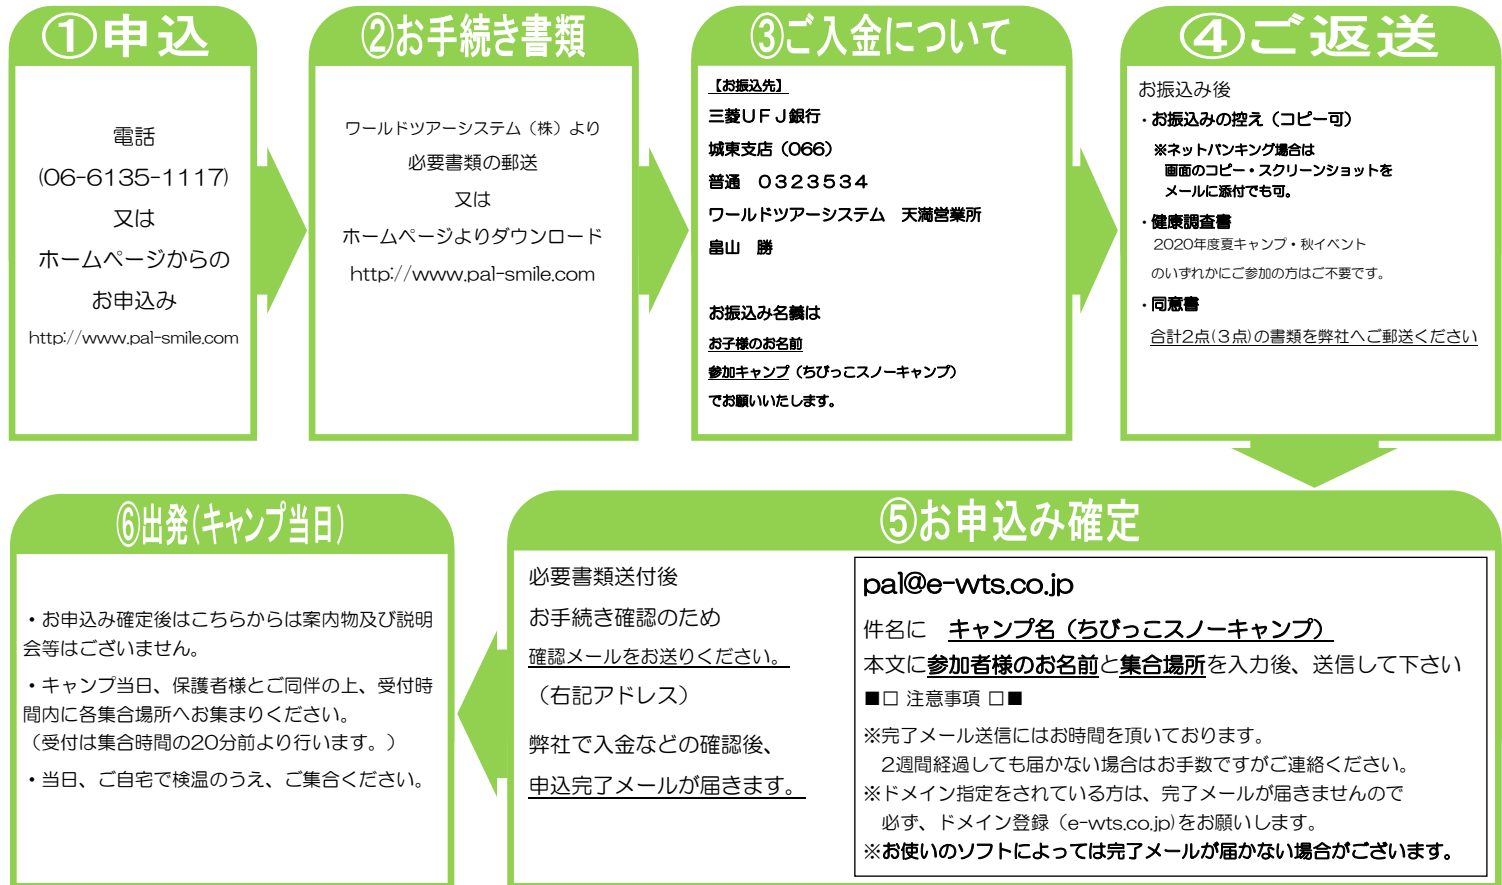 ①申込
電話
(06-6135-1117)
又は
ホームページからの
お申込み
http://www.pal-smile.com
②お手続き書類
ワールドツアーシステム（株）より
必要書類の郵送
又は
ホームページよりダウンロード
http://www.pal-smile.com
③ご入金について
【お振込先】
三菱ＵＦＪ銀行
城東支店（066）
普通　０３２３５３４
ワールドツアーシステム　天満営業所
畠山　勝
お振込み名義は
お子様のお名前
参加キャンプ（ちびっこスノーキャンプ）
でお願いいたします。
④ご返送
お振込み後
・お振込みの控え（コピー可）
※ネットバンキング場合は
画面のコピー・スクリーンショットを
メールに添付でも可。
・健康調査書
2020年度夏キャンプ・秋イベント
のいずれかにご参加の方はご不要です。
・同意書
合計2点(３点)の書類を弊社へご郵送ください
⑤お申込み確定
必要書類送付後
お手続き確認のため
確認メールをお送りください。
（右記アドレス）
弊社で入金などの確認後、
申込完了メールが届きます。
pal@e-wts.co.jp
件名に　キャンプ名（ちびっこスノーキャンプ）
本文に参加者様のお名前と集合場所を入力後、送信して下さい
■□ 注意事項 □■
※完了メール送信にはお時間を頂いております。
2週間経過しても届かない場合はお手数ですがご連絡ください。
※ドメイン指定をされている方は、完了メールが届きませんので
必ず、ドメイン登録（e-wts.co.jp)をお願いします。
※お使いのソフトによっては完了メールが届かない場合がございます。
⑥出発(キャンプ当日)
・お申込み確定後はこちらからは案内物及び説明
会等はございません。
・キャンプ当日、保護者様とご同伴の上、受付時
間内に各集合場所へお集まりください。
（受付は集合時間の20分前より行います。）
・当日、ご自宅で検温のうえ、ご集合ください。